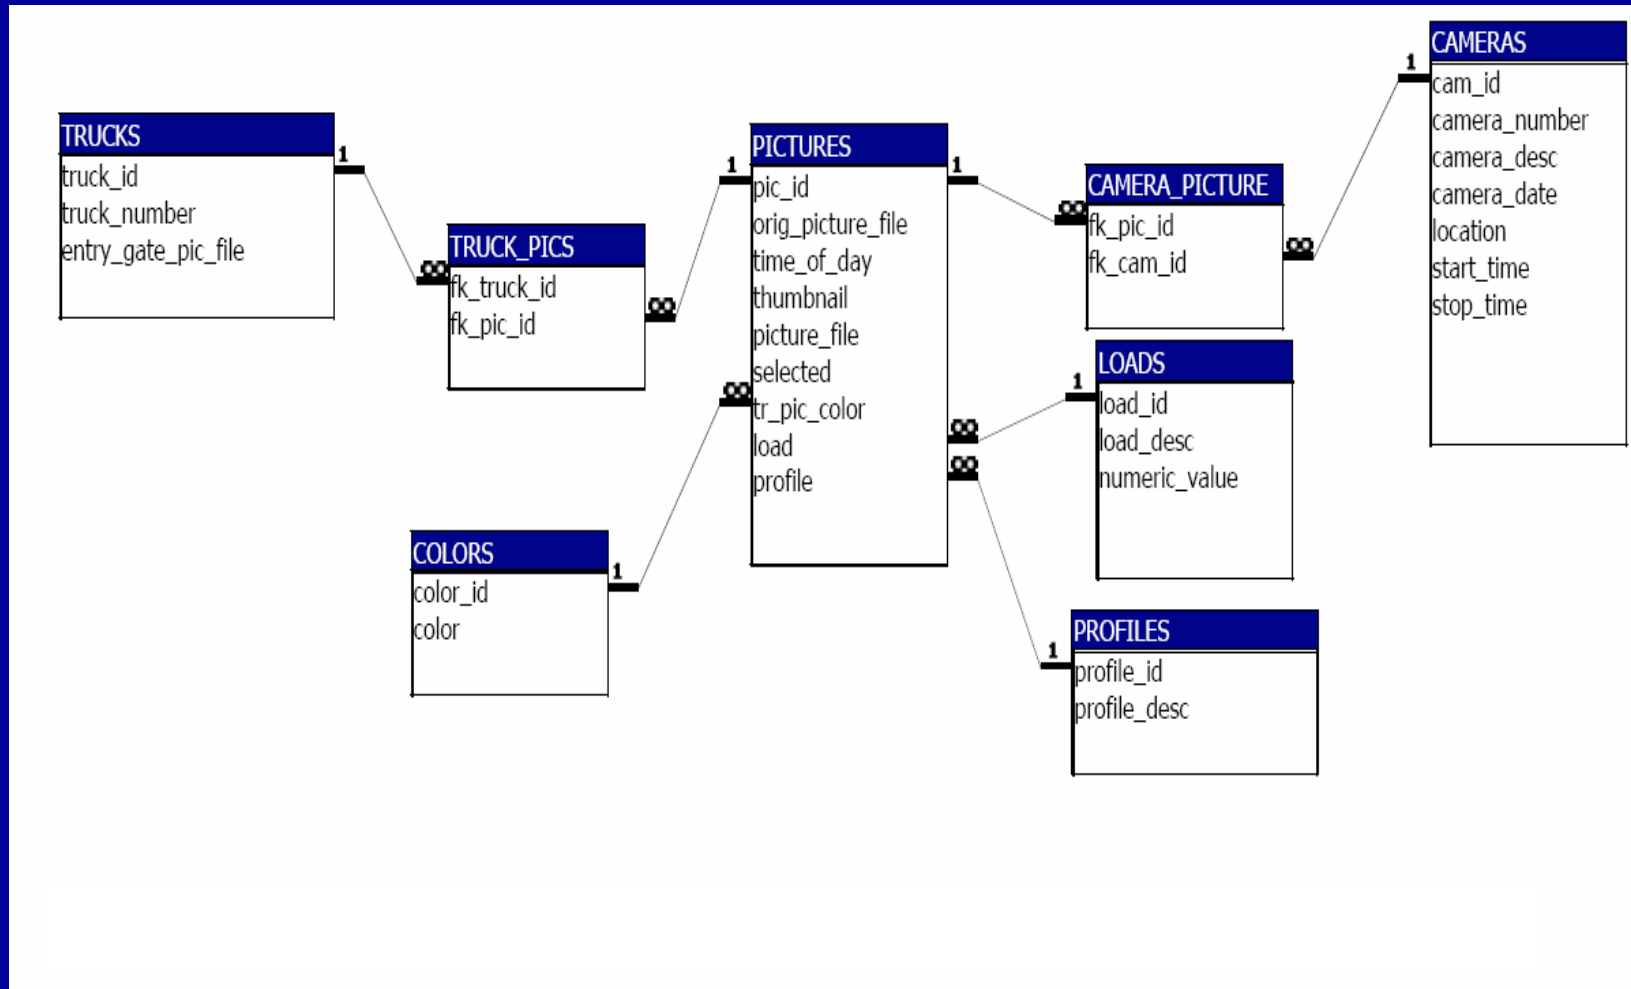 TRUCKS
truck_id
truck_number
entry_gate_pic_file
1
∞
TRUCK_PICS
fk_truck_id
fk_pic_id
∞
1
PICTURES
pic_id
orig_picture_file
time_of_day
thumbnail
picture_file
selected
tr_pic_color
load
profile
1
∞
CAMERA_PICTURE
fk_pic_id
fk_cam_id
∞
1
CAMERAS
cam_id
camera_number
camera_desc
camera_date
location
start_time
stop_time
∞
1
LOADS
load_id
load_desc
numeric_value
∞
1
PROFILES
profile_id
profile_desc
∞
1
COLORS
color_id
color